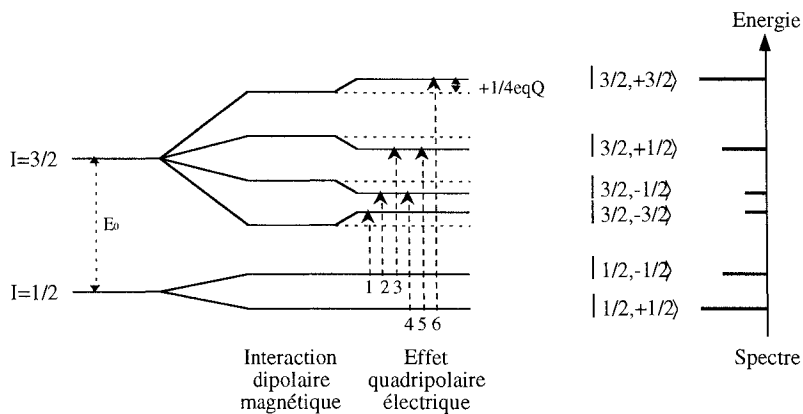 Energie
| 3/2,+3/2⟩
+1/4eqQ
| 3/2,+1/2⟩
I=3/2
| 3/2,-1/2⟩
| 3/2,-3/2⟩
E₀
| 1/2,-1/2⟩
I=1/2
1 2 3
| 1/2,+1/2⟩
4 5 6
Interaction
dipolaire
magnétique
Effet
quadripolaire
électrique
Spectre